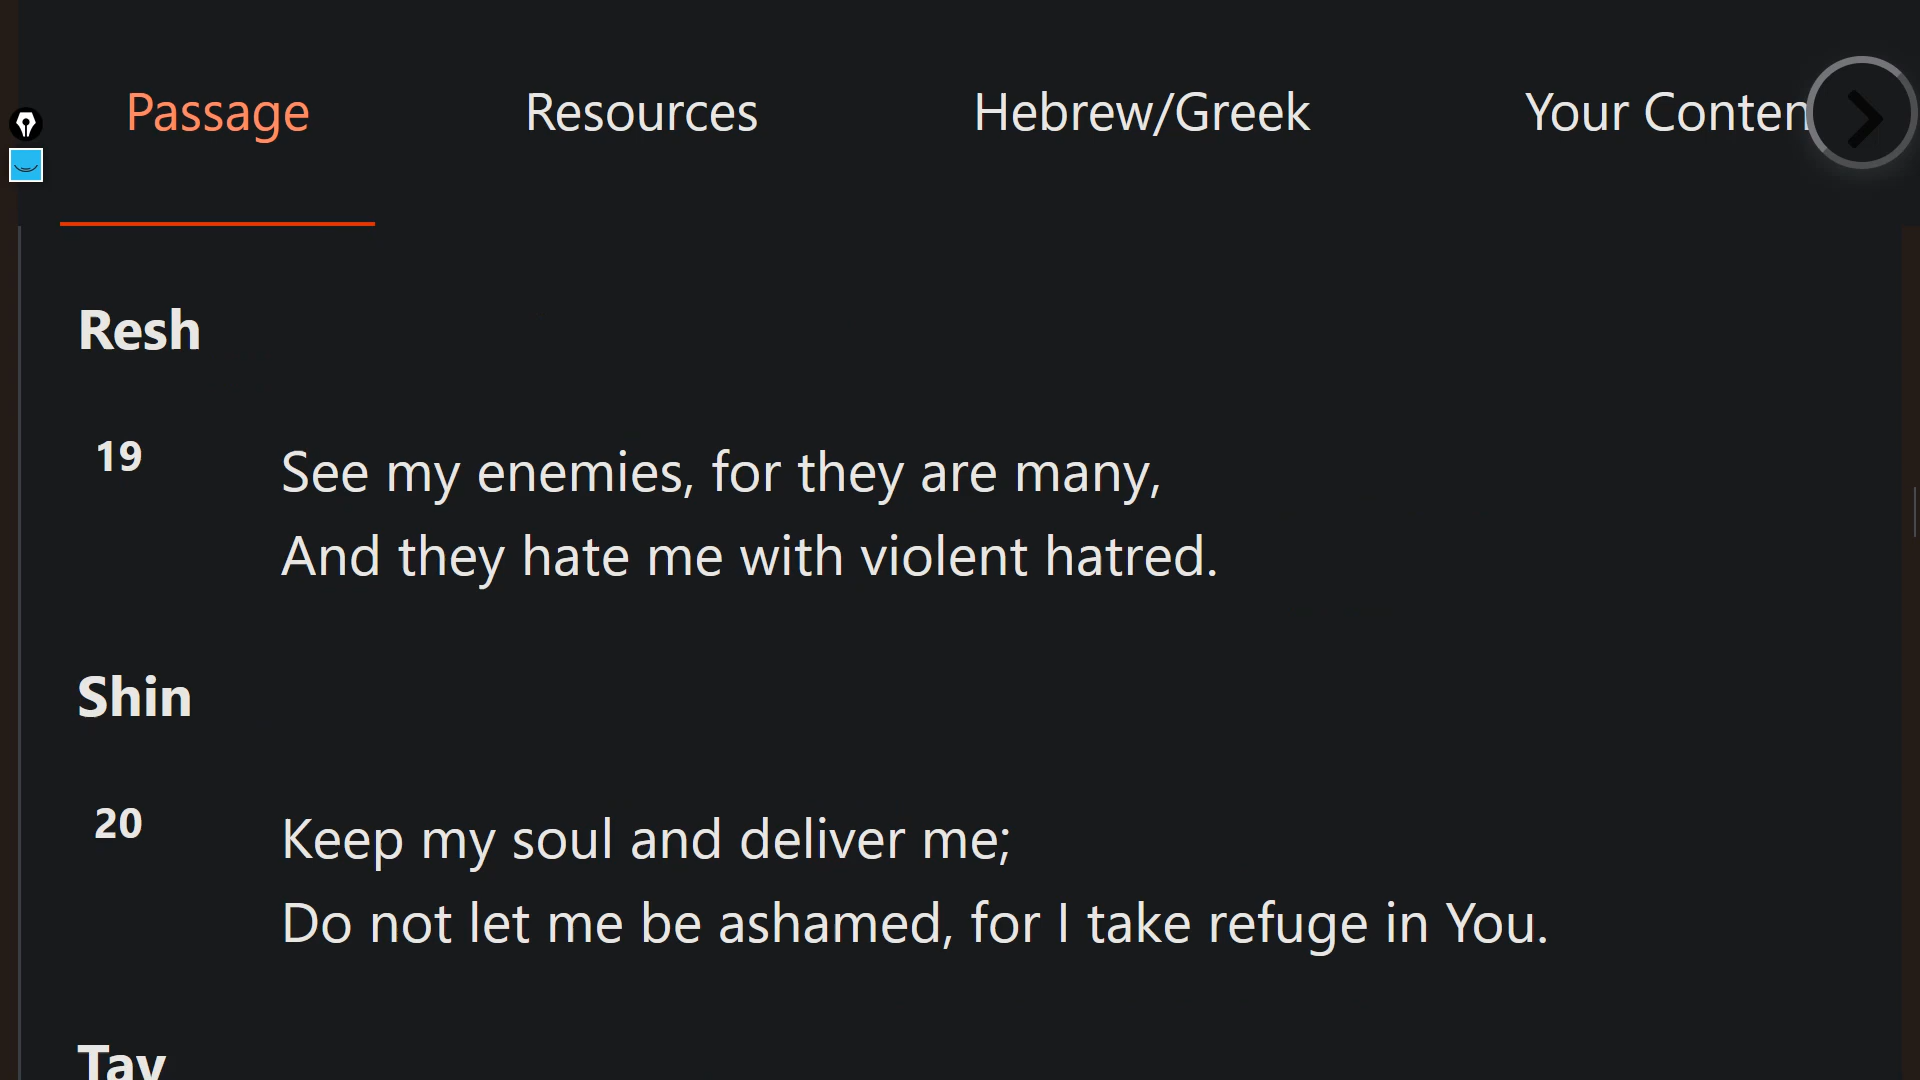 Passage Resources Hebrew/Greek Your Conten
Resh
19 See my enemies, for they are many,
And they hate me with violent hatred.
Shin
20 Keep my soul and deliver me;
Do not let me be ashamed, for I take refuge in You.
Tav